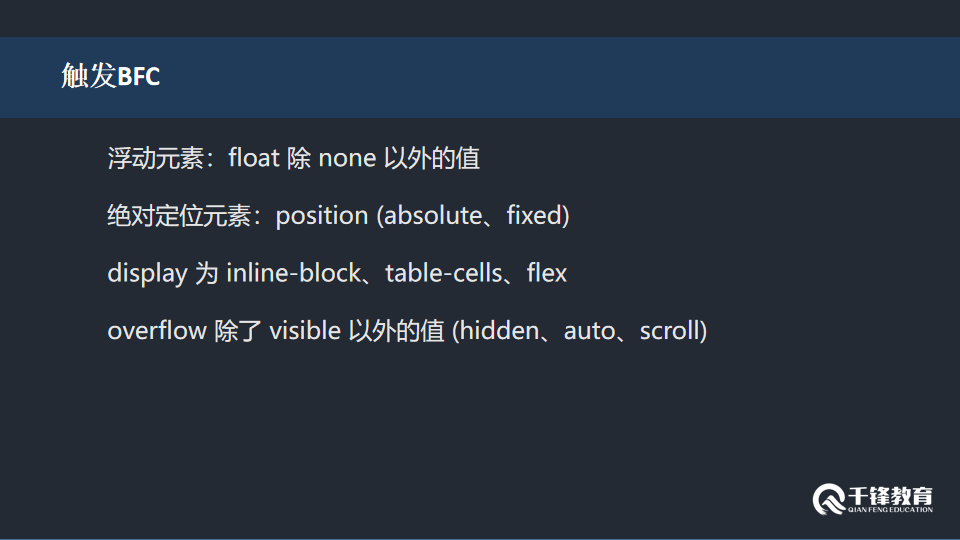 触发BFC
浮动元素：float 除 none 以外的值
绝对定位元素：position (absolute、fixed)
display 为 inline-block、table-cells、flex
overflow 除了 visible 以外的值 (hidden、auto、scroll)
千锋教育
QIAN FENG EDUCATION